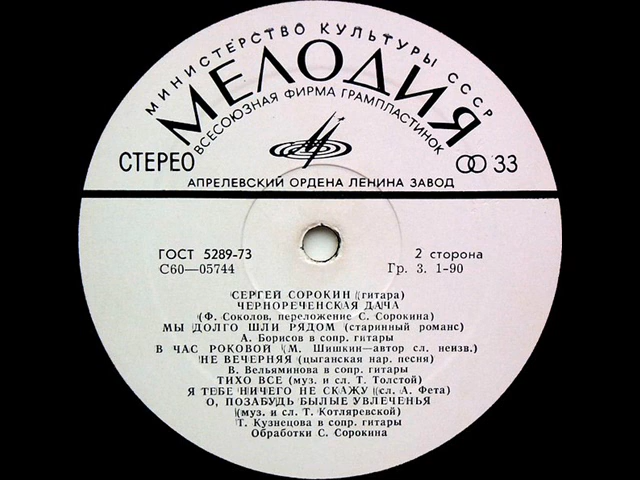 МИНИСТЕРСТВО КУЛЬТУРЫ СССР
МЕЛОДИЯ
ВСЕСОЮЗНАЯ ФИРМА ГРАМПЛАСТИНОК
СТЕРЕО 33
АПРЕЛЕВСКИЙ ОРДЕНА ЛЕНИНА ЗАВОД
ГОСТ 5289-73 2 сторона
С60—05744 Гр. 3. 1-90
СЕРГЕЙ СОРОКИН (гитара)
ЧЕРНОРЕЧЕНСКАЯ ДАЧА
(Ф. Соколов, переложение С. Сорокина)
МЫ ДОЛГО ШЛИ РЯДОМ (старинный романс)
А. Борисов в сопр. гитары
В ЧАС РОКОВОЙ (М. Шишкин—автор сл. неизв.)
НЕ ВЕЧЕРНЯЯ (цыганская нар. песня)
В. Вельяминова в сопр. гитары
ТИХО ВСЕ (муз. и сл. Т. Толстой)
Я ТЕБЕ НИЧЕГО НЕ СКАЖУ (сл. А. Фета)
О, ПОЗАБУДЬ БЫЛЫЕ УВЛЕЧЕНЬЯ
(муз. и сл. Т. Котляревской)
Т. Кузнецова в сопр. гитары
Обработки С. Сорокина